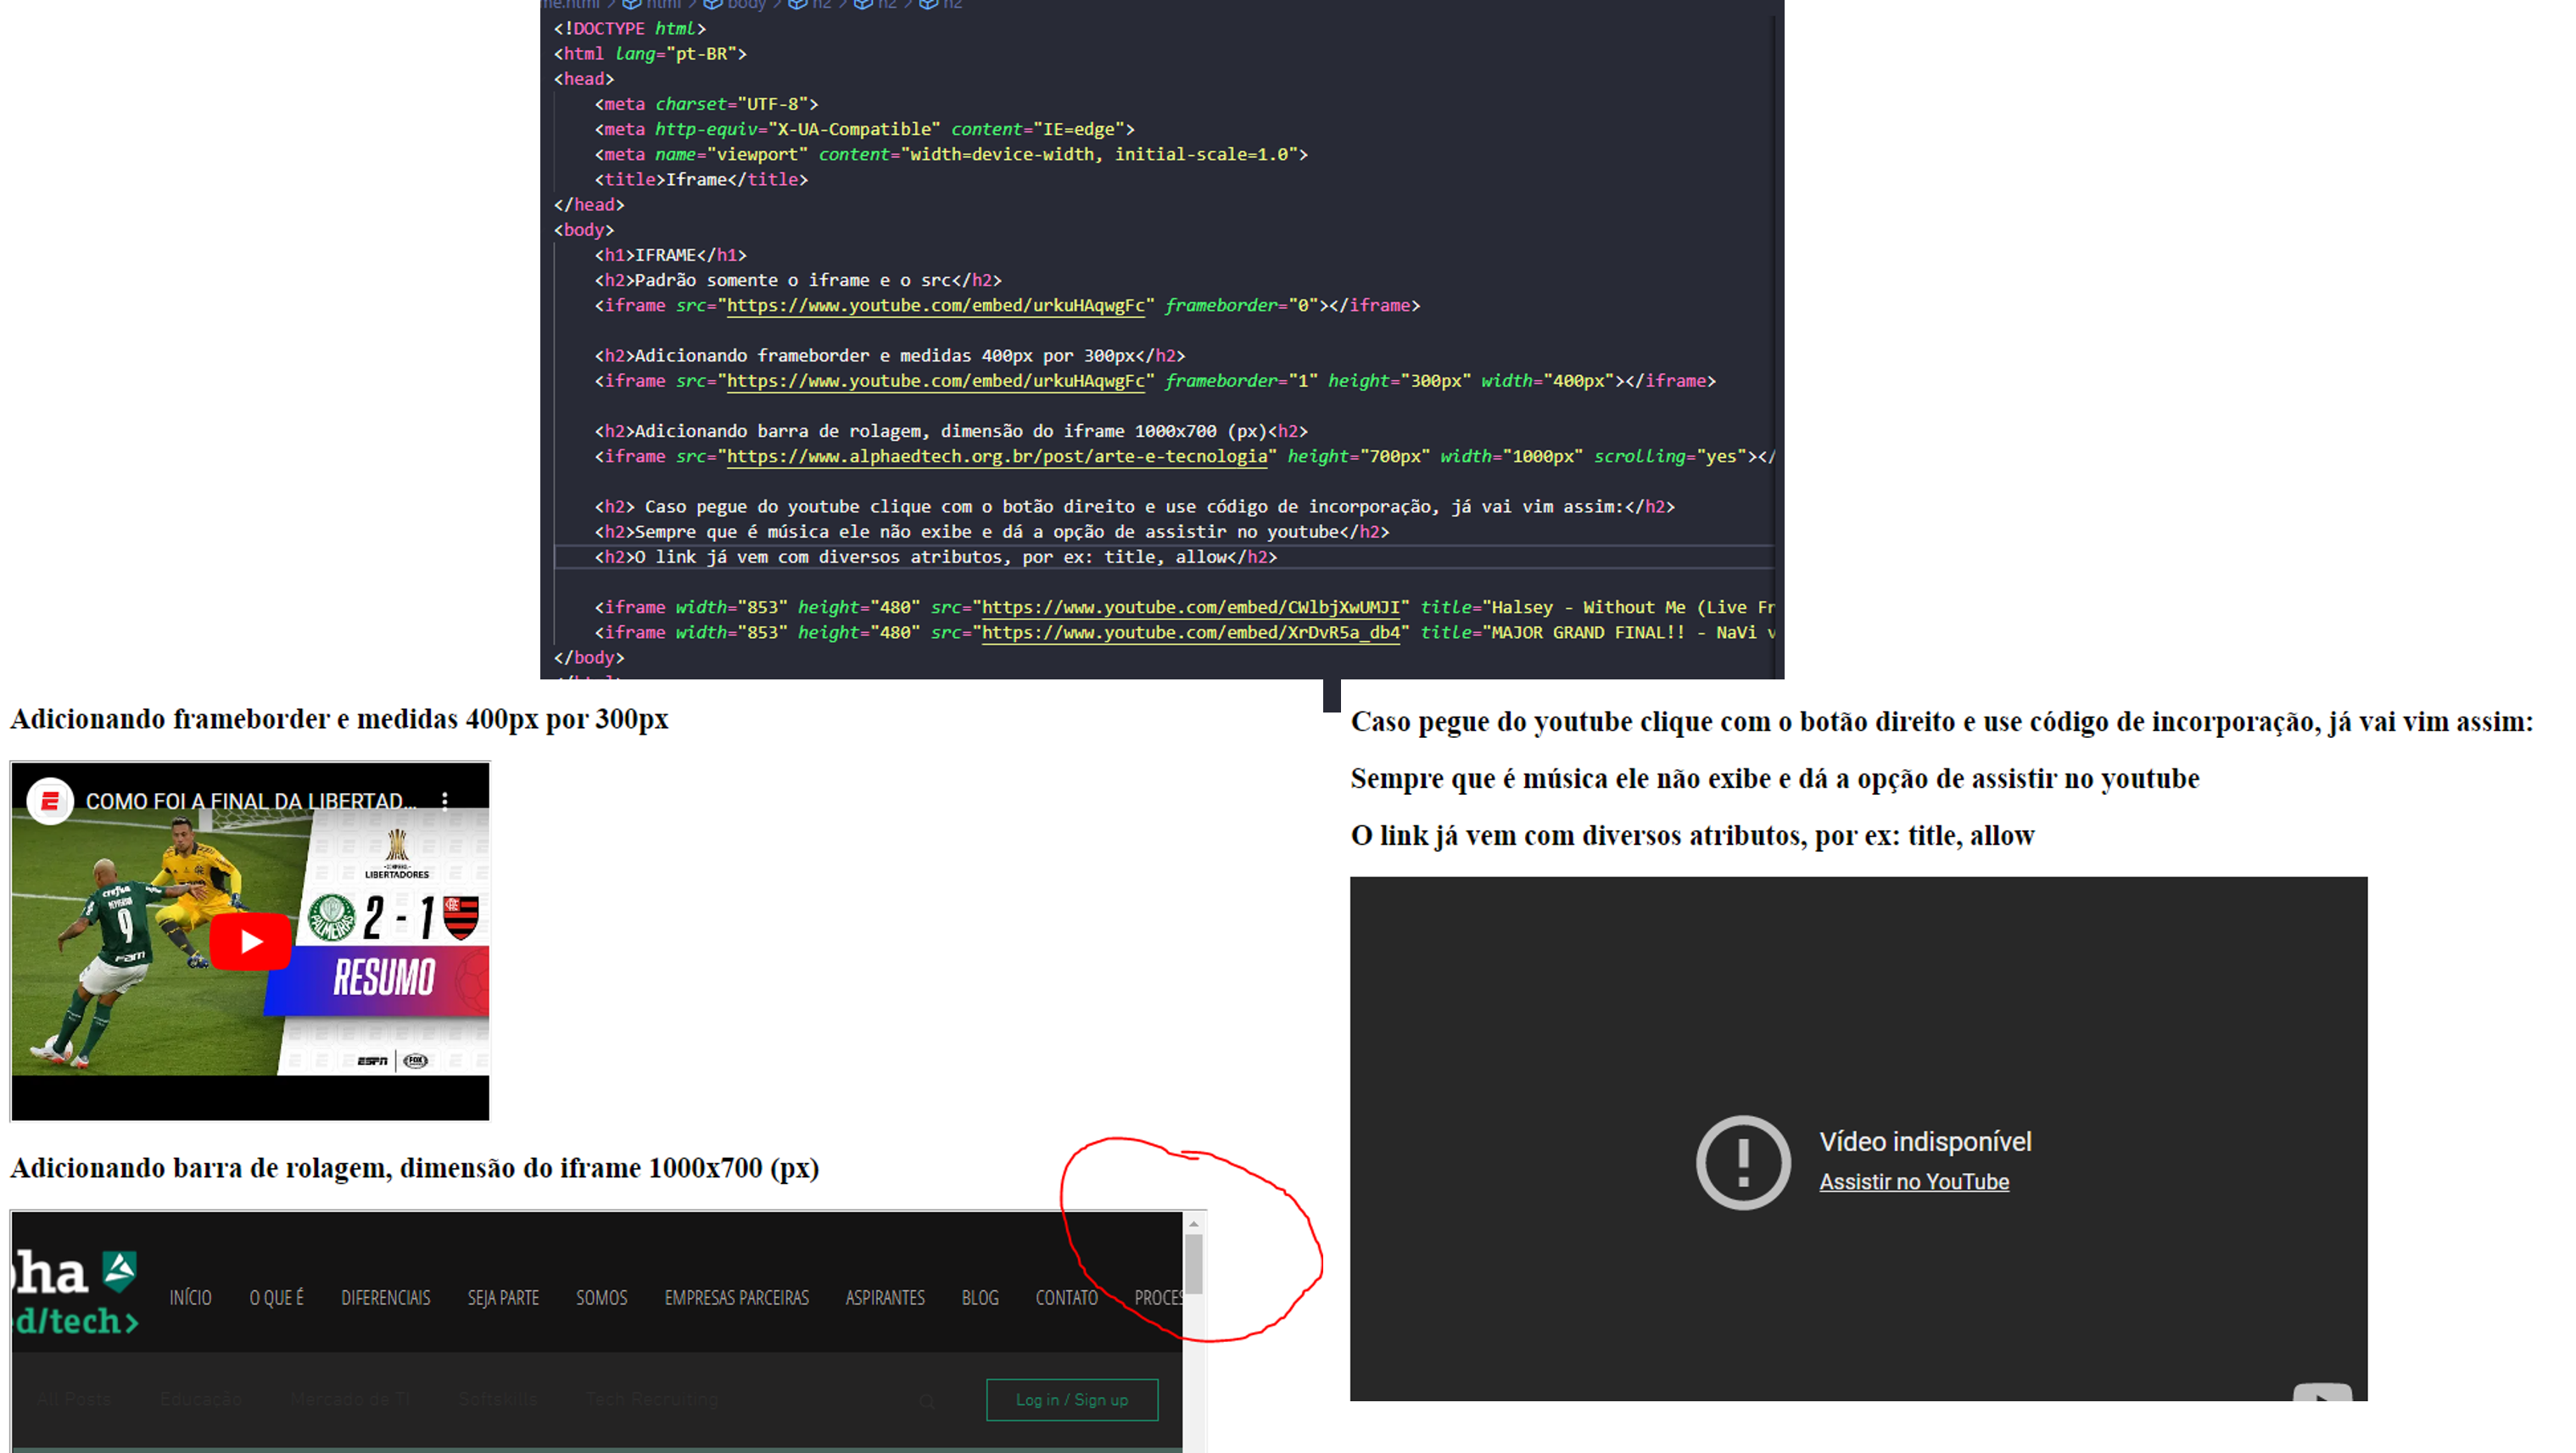 me.html > html > body > h2 > h2 > h2
<!DOCTYPE html>
<html lang="pt-BR">
<head>
<meta charset="UTF-8">
<meta http-equiv="X-UA-Compatible" content="IE=edge">
<meta name="viewport" content="width=device-width, initial-scale=1.0">
<title>Iframe</title>
</head>
<body>
<h1>IFRAME</h1>
<h2>Padrão somente o iframe e o src</h2>
<iframe src="https://www.youtube.com/embed/urkuHAqwgFc" frameborder="0"></iframe>
<h2>Adicionando frameborder e medidas 400px por 300px</h2>
<iframe src="https://www.youtube.com/embed/urkuHAqwgFc" frameborder="1" height="300px" width="400px"></iframe>
<h2>Adicionando barra de rolagem, dimensão do iframe 1000x700 (px)<h2>
<iframe src="https://www.alphaedtech.org.br/post/arte-e-tecnologia" height="700px" width="1000px" scrolling="yes"></
<h2> Caso pegue do youtube clique com o botão direito e use código de incorporação, já vai vim assim:</h2>
<h2>Sempre que é música ele não exibe e dá a opção de assistir no youtube</h2>
<h2>O link já vem com diversos atributos, por ex: title, allow</h2>
<iframe width="853" height="480" src="https://www.youtube.com/embed/CWlbjXwUMJI" title="Halsey - Without Me (Live Fr
<iframe width="853" height="480" src="https://www.youtube.com/embed/XrDvR5a_db4" title="MAJOR GRAND FINAL!! - NaVi v
</body>
Adicionando frameborder e medidas 400px por 300px
E COMO FOI A FINAL DA LIBERTAD...
LIBERTADORES
9
PALMEIRAS 2 - 1
FAM
RESUMO
ESPN FOX
Adicionando barra de rolagem, dimensão do iframe 1000x700 (px)
pha
d/tech>
INÍCIO O QUE É DIFERENCIAIS SEJA PARTE SOMOS EMPRESAS PARCEIRAS ASPIRANTES BLOG CONTATO PROCES
All Posts Educação Mercado de TI Softskills Tech Recruiting Log in / Sign up
Caso pegue do youtube clique com o botão direito e use código de incorporação, já vai vim assim:
Sempre que é música ele não exibe e dá a opção de assistir no youtube
O link já vem com diversos atributos, por ex: title, allow
Vídeo indisponível
Assistir no YouTube